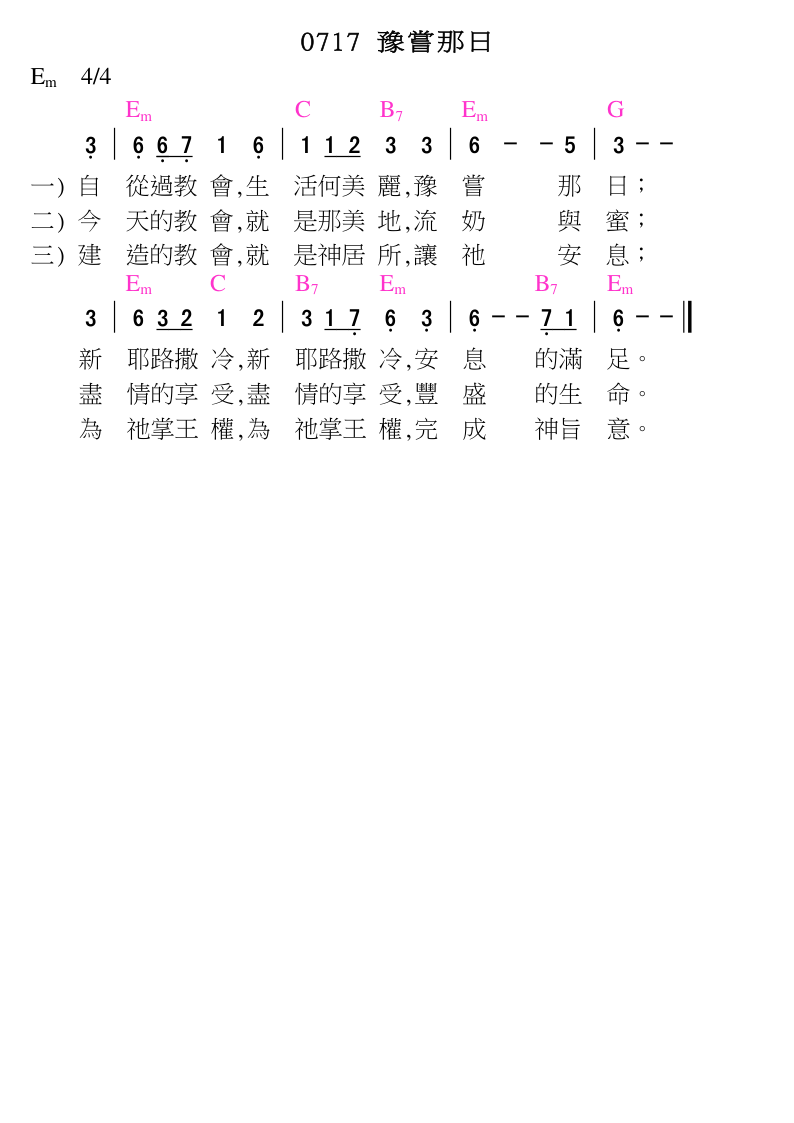 0717 豫嘗那日
Em 4/4
Em C B7 Em G
3 | 6 6 7 1 6 | 1 1 2 3 3 | 6 - - 5 | 3 - -
一) 自 從過教 會,生 活何美 麗,豫 嘗 那 日；
二) 今 天的教 會,就 是那美 地,流 奶 與 蜜；
三) 建 造的教 會,就 是神居 所,讓 祂 安 息；
Em C B7 Em B7 Em
3 | 6 3 2 1 2 | 3 1 7 6 3 | 6 - - 7 1 | 6 - - ‖
新 耶路撒 冷,新 耶路撒 冷,安 息 的滿 足。
盡 情的享 受,盡 情的享 受,豐 盛 的生 命。
為 祂掌王 權,為 祂掌王 權,完 成 神旨 意。